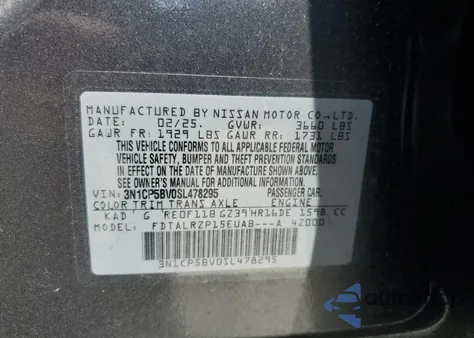 MANUFACTURED BY NISSAN MOTOR CO.,LTD.
DATE: 02/25. GVWR: 3660 LBS
GAWR FR: 1929 LBS GAWR RR: 1731 LBS
THIS VEHICLE CONFORMS TO ALL APPLICABLE FEDERAL MOTOR
VEHICLE SAFETY, BUMPER AND THEFT PREVENTION STANDARDS
IN EFFECT ON THE DATE OF MANUFACTURE SHOWN ABOVE.
SEE OWNER'S MANUAL FOR ADDITIONAL INFORMATION.
VIN: 3N1CP5BV0SL478295 PASSENGER CAR
COLOR TRIM TRANS AXLE ENGINE
KAD G RE0F11B GZ39 HR16DE 1598 CC
MODEL: FDTALRZP15EUAB---A 4Z000
3N1CP5BV0SL478295